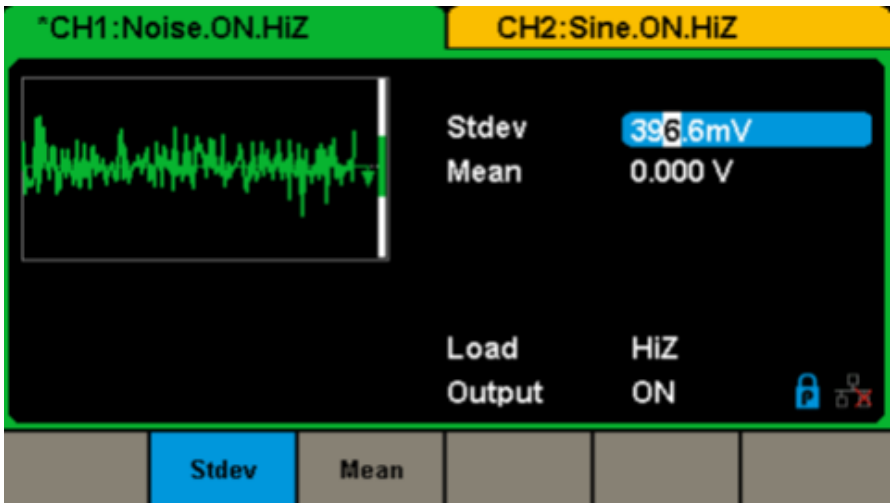 *CH1:Noise.ON.HiZ CH2:Sine.ON.HiZ
Stdev 396.6mV
Mean 0.000 V
Load HiZ
Output ON
P
Stdev Mean